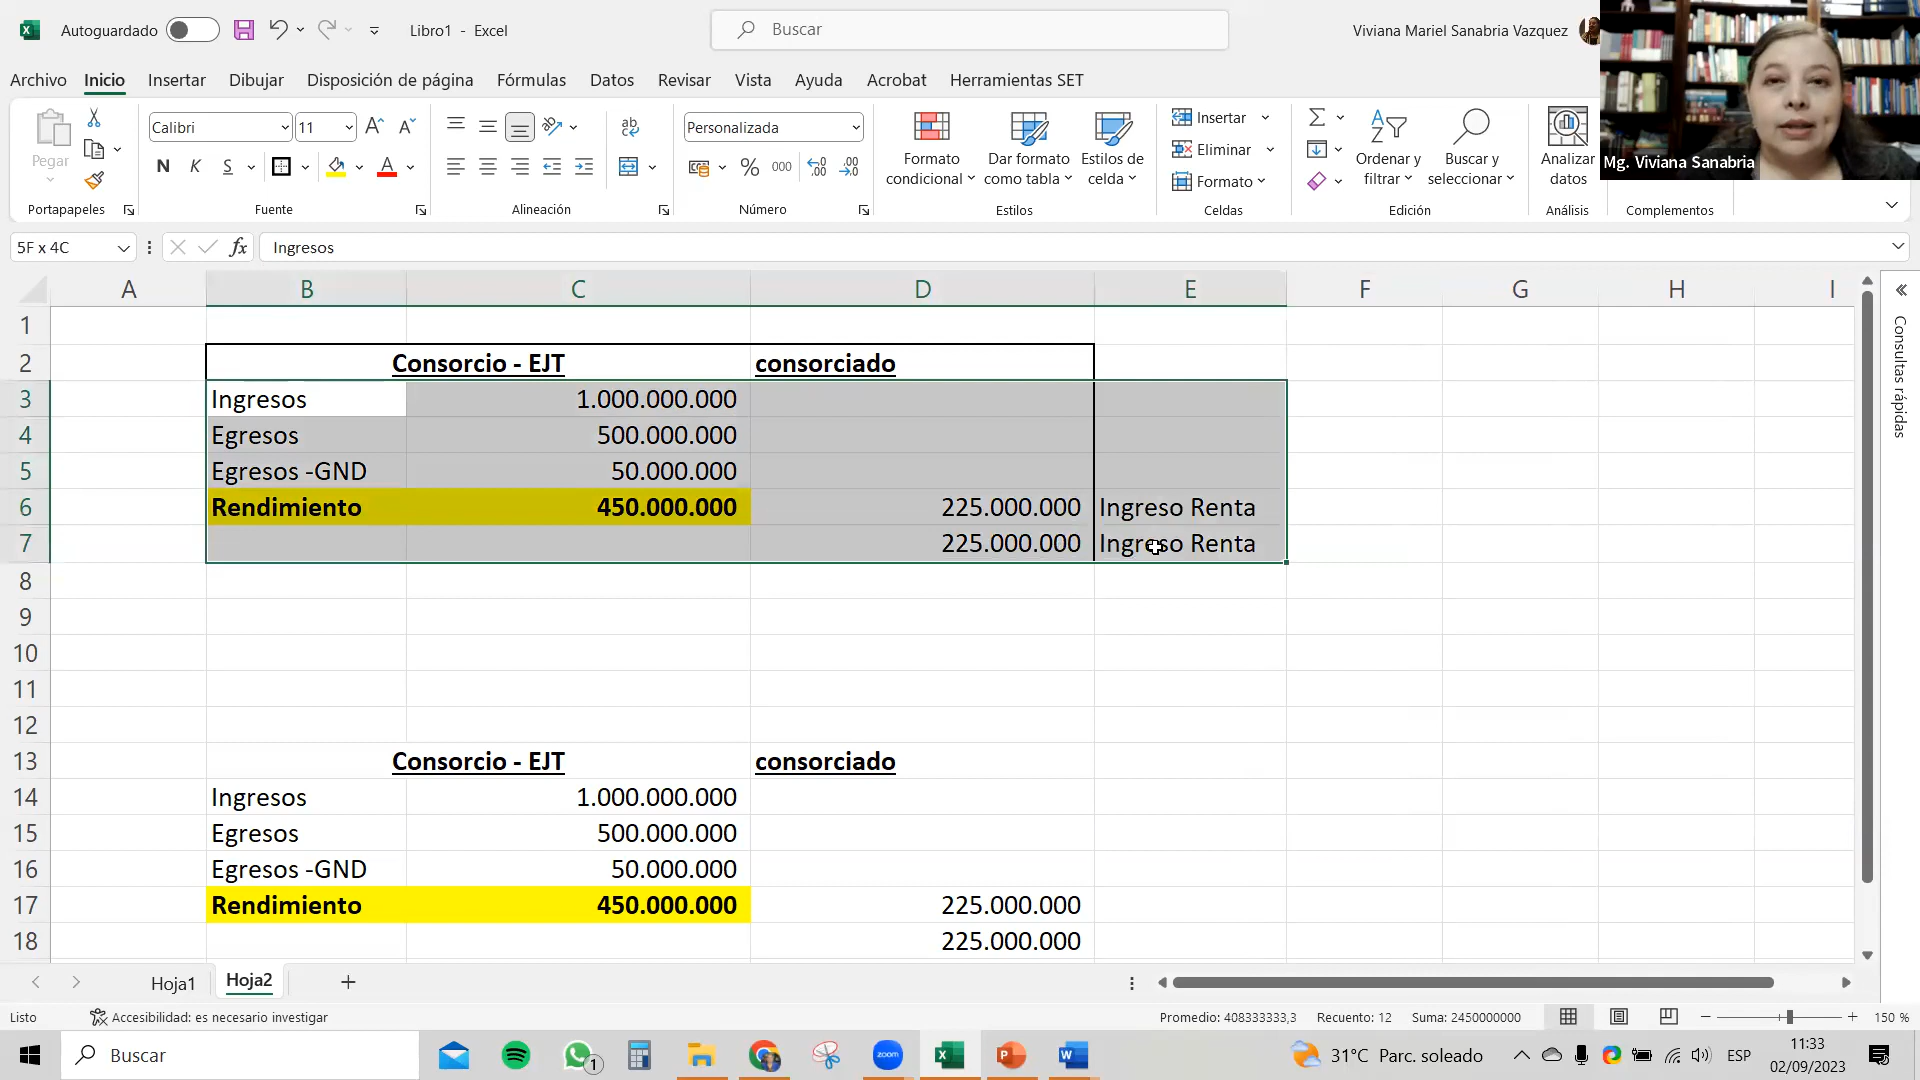 Autoguardado
Libro1 - Excel
Buscar
Viviana Mariel Sanabria Vazquez
Archivo Inicio Insertar Dibujar Disposición de página Fórmulas Datos Revisar Vista Ayuda Acrobat Herramientas SET
Pegar
Portapapeles
Calibri 11
N K S
Fuente
Alineación
Personalizada
% 000
Número
Formato condicional
Dar formato como tabla
Estilos de celda
Estilos
Insertar
Eliminar
Formato
Celdas
Ordenar y filtrar
Buscar y seleccionar
Edición
Analizar datos
Análisis
Complementos
Mg. Viviana Sanabria
5F x 4C
fx
Ingresos
A B C D E F G H I
1
2 Consorcio - EJT consorciado
3 Ingresos 1.000.000.000
4 Egresos 500.000.000
5 Egresos -GND 50.000.000
6 Rendimiento 450.000.000 225.000.000 Ingreso Renta
7 225.000.000 Ingreso Renta
8
9
10
11
12
13 Consorcio - EJT consorciado
14 Ingresos 1.000.000.000
15 Egresos 500.000.000
16 Egresos -GND 50.000.000
17 Rendimiento 450.000.000 225.000.000
18 225.000.000
Consultas rápidas
Hoja1 Hoja2
Listo
Accesibilidad: es necesario investigar
Promedio: 408333333,3 Recuento: 12 Suma: 2450000000
150 %
Buscar
1
zoom
31°C Parc. soleado
ESP
11:33
02/09/2023